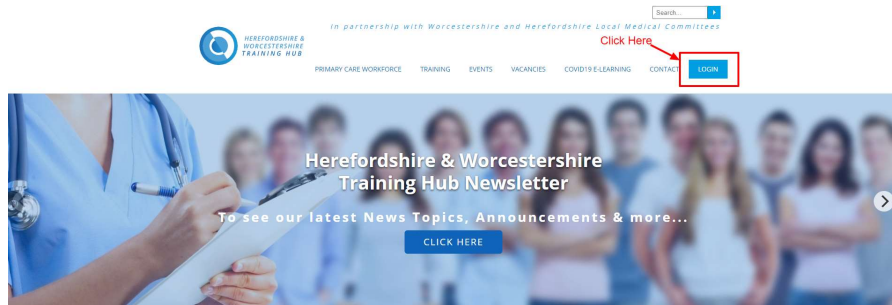 Search...
In partnership with Worcestershire and Herefordshire Local Medical Committees
HEREFORDSHIRE &
WORCESTERSHIRE
TRAINING HUB
Click Here
PRIMARY CARE WORKFORCE TRAINING EVENTS VACANCIES COVID19 E-LEARNING CONTACT LOGIN
Herefordshire & Worcestershire
Training Hub Newsletter
To see our latest News Topics, Announcements & more...
CLICK HERE